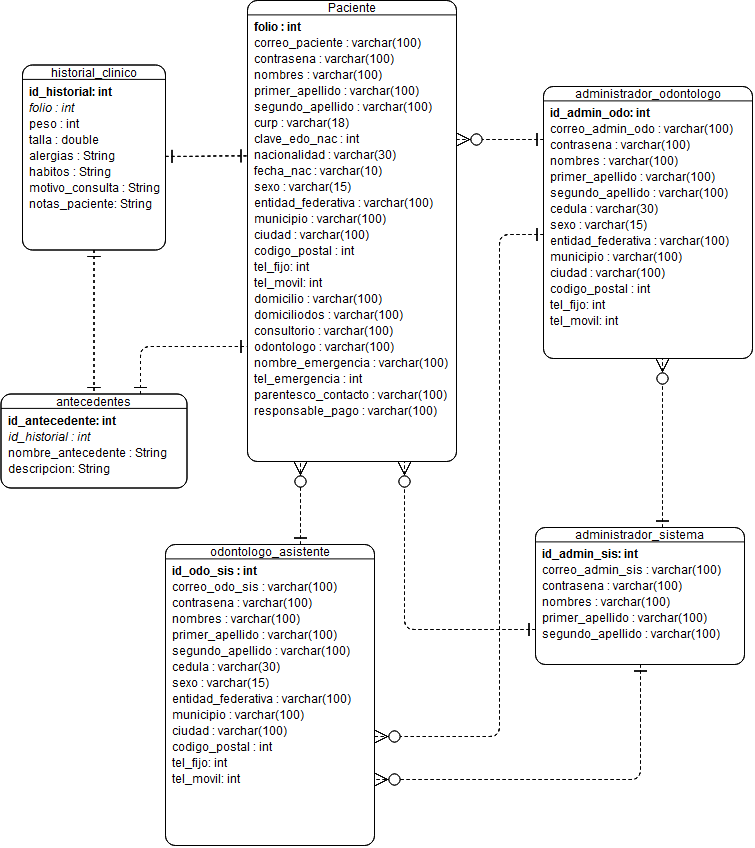 Paciente
folio : int
correo_paciente : varchar(100)
contrasena : varchar(100)
nombres : varchar(100)
primer_apellido : varchar(100)
segundo_apellido : varchar(100)
curp : varchar(18)
clave_edo_nac : int
nacionalidad : varchar(30)
fecha_nac : varchar(10)
sexo : varchar(15)
entidad_federativa : varchar(100)
municipio : varchar(100)
ciudad : varchar(100)
codigo_postal : int
tel_fijo: int
tel_movil: int
domicilio : varchar(100)
domiciliodos : varchar(100)
consultorio : varchar(100)
odontologo : varchar(100)
nombre_emergencia : varchar(100)
tel_emergencia : int
parentesco_contacto : varchar(100)
responsable_pago : varchar(100)
historial_clinico
id_historial: int
folio : int
peso : int
talla : double
alergias : String
habitos : String
motivo_consulta : String
notas_paciente: String
administrador_odontologo
id_admin_odo: int
correo_admin_odo : varchar(100)
contrasena : varchar(100)
nombres : varchar(100)
primer_apellido : varchar(100)
segundo_apellido : varchar(100)
cedula : varchar(30)
sexo : varchar(15)
entidad_federativa : varchar(100)
municipio : varchar(100)
ciudad : varchar(100)
codigo_postal : int
tel_fijo: int
tel_movil: int
antecedentes
id_antecedente: int
id_historial : int
nombre_antecedente : String
descripcion: String
odontologo_asistente
id_odo_sis : int
correo_odo_sis : varchar(100)
contrasena : varchar(100)
nombres : varchar(100)
primer_apellido : varchar(100)
segundo_apellido : varchar(100)
cedula : varchar(30)
sexo : varchar(15)
entidad_federativa : varchar(100)
municipio : varchar(100)
ciudad : varchar(100)
codigo_postal : int
tel_fijo: int
tel_movil: int
administrador_sistema
id_admin_sis: int
correo_admin_sis : varchar(100)
contrasena : varchar(100)
nombres : varchar(100)
primer_apellido : varchar(100)
segundo_apellido : varchar(100)